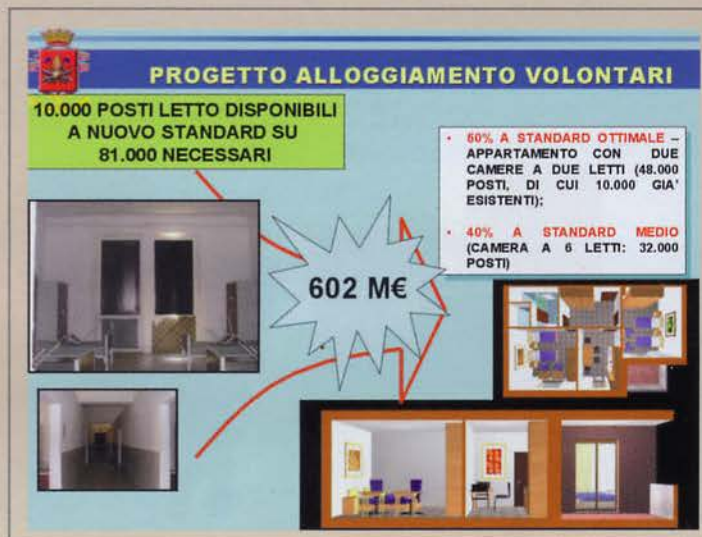 PROGETTO ALLOGGIAMENTO VOLONTARI
10.000 POSTI LETTO DISPONIBILI
A NUOVO STANDARD SU
81.000 NECESSARI
• 60% A STANDARD OTTIMALE –
APPARTAMENTO CON DUE
CAMERE A DUE LETTI (48.000
POSTI, DI CUI 10.000 GIA'
ESISTENTI);
• 40% A STANDARD MEDIO
(CAMERA A 6 LETTI: 32.000
POSTI)
602 M€